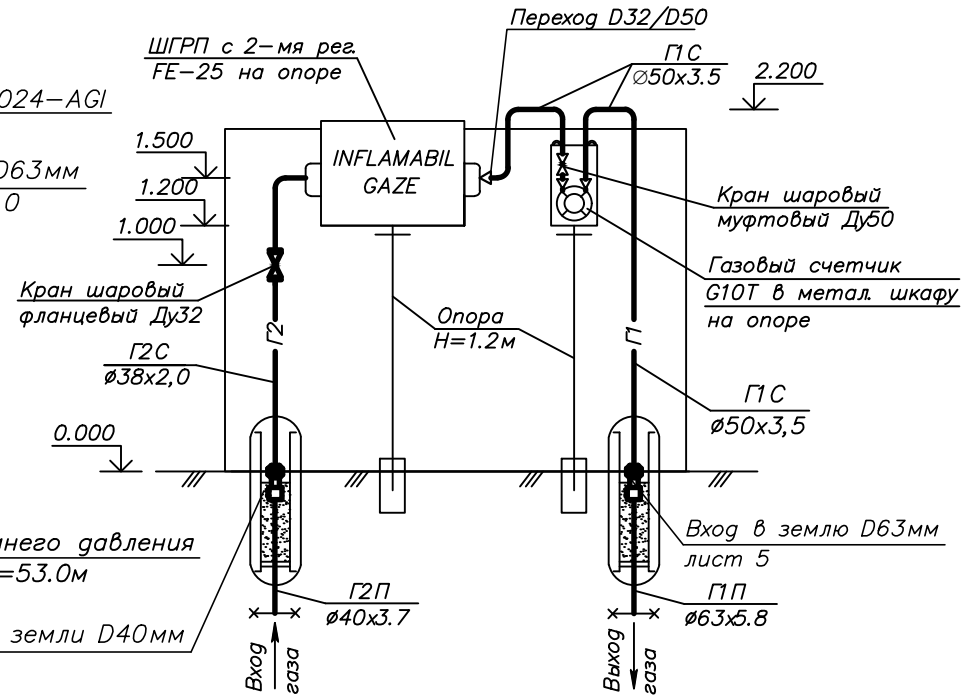 Переход D32/D50
ШГРП с 2-мя рег.
FE-25 на опоре
Г1С
Ø50x3.5
2.200
024-AGI
1.500
INFLAMABIL
GAZE
D63мм
0
1.200
Кран шаровый
муфтовый Ду50
1.000
Газовый счетчик
G10T в метал. шкафу
на опоре
Кран шаровый
фланцевый Ду32
Опора
H=1.2м
Г2
Г1
Г2С
Ø38x2,0
Г1С
Ø50x3,5
0.000
Вход в землю D63мм
лист 5
него давления
=53.0м
Г2П
Ø40x3.7
Г1П
Ø63x5.8
земли D40мм
Вход
газа
Выход
газа